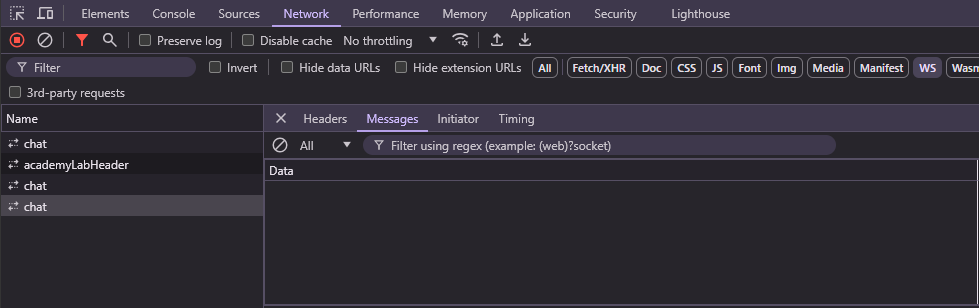 Elements Console Sources Network Performance Memory Application Security Lighthouse
Preserve log Disable cache No throttling
Filter Invert Hide data URLs Hide extension URLs All Fetch/XHR Doc CSS JS Font Img Media Manifest WS Wasm
3rd-party requests
Name Headers Messages Initiator Timing
chat All Filter using regex (example: (web)?socket)
academyLabHeader Data
chat
chat